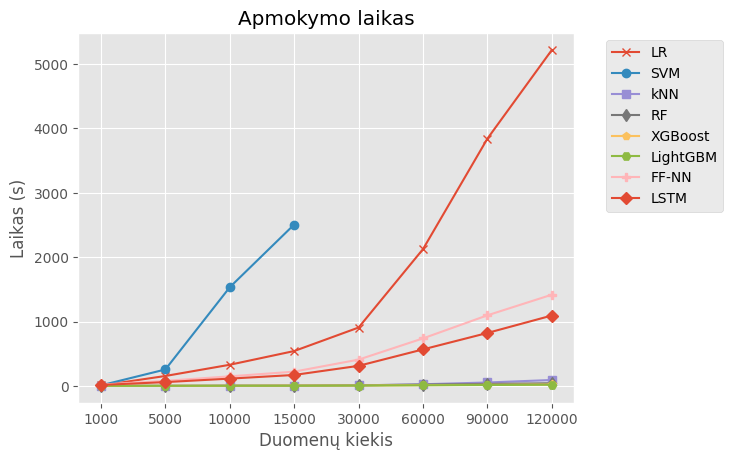 Apmokymo laikas
Laikas (s)
5000
4000
3000
2000
1000
0
1000 5000 10000 15000 30000 60000 90000 120000
Duomenų kiekis
LR
SVM
kNN
RF
XGBoost
LightGBM
FF-NN
LSTM